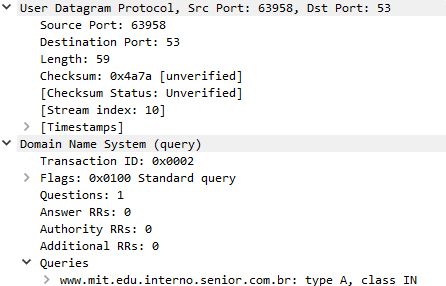 User Datagram Protocol, Src Port: 63958, Dst Port: 53
Source Port: 63958
Destination Port: 53
Length: 59
Checksum: 0x4a7a [unverified]
[Checksum Status: Unverified]
[Stream index: 10]
[Timestamps]
Domain Name System (query)
Transaction ID: 0x0002
Flags: 0x0100 Standard query
Questions: 1
Answer RRs: 0
Authority RRs: 0
Additional RRs: 0
Queries
www.mit.edu.interno.senior.com.br: type A, class IN